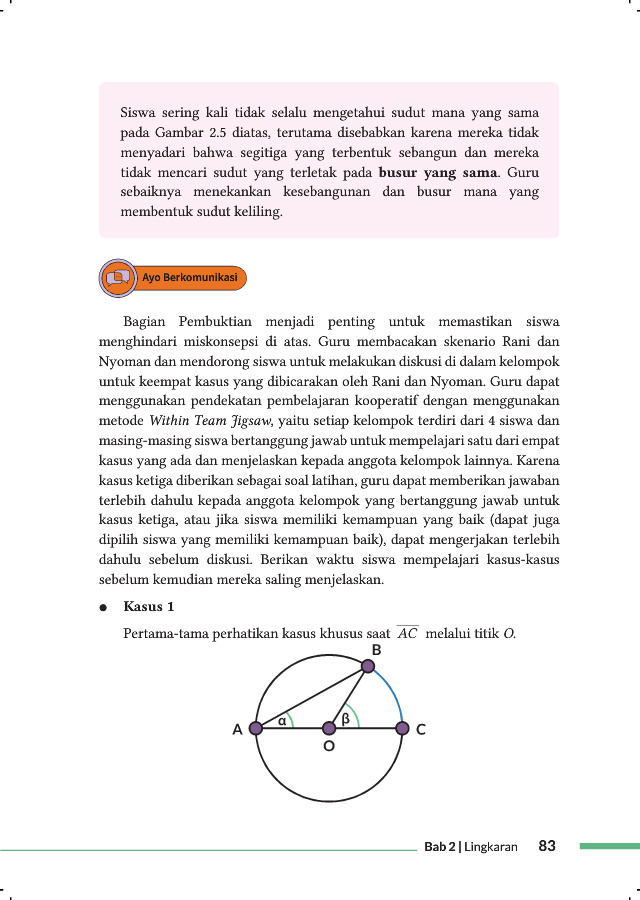 Siswa sering kali tidak selalu mengetahui sudut mana yang sama
pada Gambar 2.5 diatas, terutama disebabkan karena mereka tidak
menyadari bahwa segitiga yang terbentuk sebangun dan mereka
tidak mencari sudut yang terletak pada busur yang sama. Guru
sebaiknya menekankan kesebangunan dan busur mana yang
membentuk sudut keliling.
Ayo Berkomunikasi
Bagian Pembuktian menjadi penting untuk memastikan siswa
menghindari miskonsepsi di atas. Guru membacakan skenario Rani dan
Nyoman dan mendorong siswa untuk melakukan diskusi di dalam kelompok
untuk keempat kasus yang dibicarakan oleh Rani dan Nyoman. Guru dapat
menggunakan pendekatan pembelajaran kooperatif dengan menggunakan
metode Within Team Jigsaw, yaitu setiap kelompok terdiri dari 4 siswa dan
masing-masing siswa bertanggung jawab untuk mempelajari satu dari empat
kasus yang ada dan menjelaskan kepada anggota kelompok lainnya. Karena
kasus ketiga diberikan sebagai soal latihan, guru dapat memberikan jawaban
terlebih dahulu kepada anggota kelompok yang bertanggung jawab untuk
kasus ketiga, atau jika siswa memiliki kemampuan yang baik (dapat juga
dipilih siswa yang memiliki kemampuan baik), dapat mengerjakan terlebih
dahulu sebelum diskusi. Berikan waktu siswa mempelajari kasus-kasus
sebelum kemudian mereka saling menjelaskan.
● Kasus 1
Pertama-tama perhatikan kasus khusus saat A̅C̅ melalui titik O.
B
A α β C
O
Bab 2 | Lingkaran 83